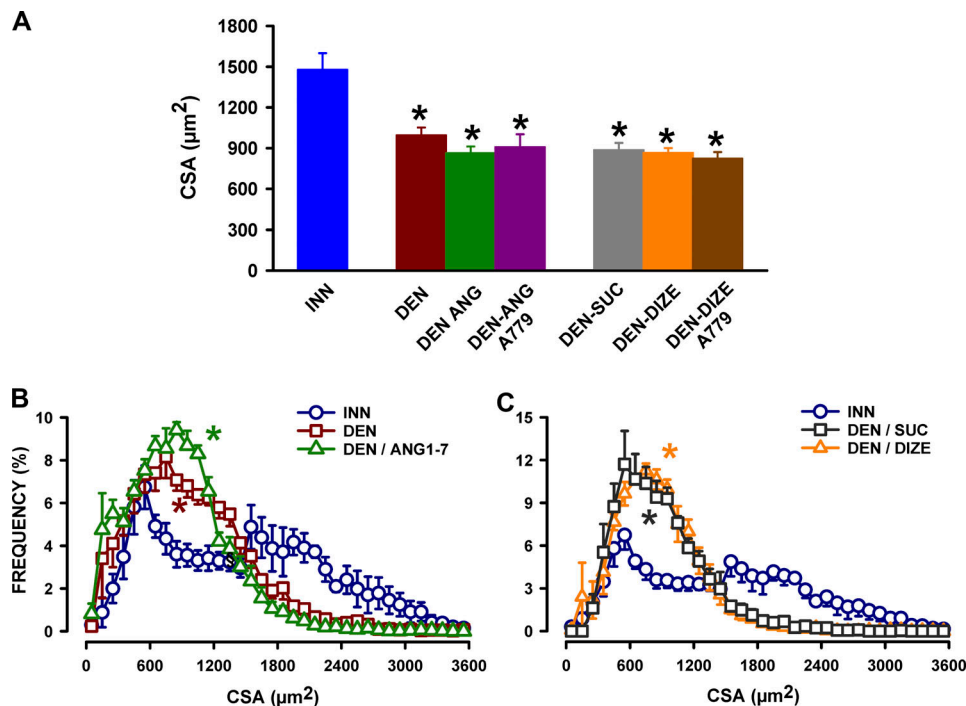 A
CSA (µm²)
1800
1500
1200
900
600
300
0
* * * * * *
INN
DEN
DEN ANG
DEN-ANG
A779
DEN-SUC
DEN-DIZE
DEN-DIZE
A779
B
FREQUENCY (%)
10
8
6
4
2
0
INN
DEN
DEN / ANG1-7
*
*
$
0 600 1200 1800 2400 3000 3600
CSA (µm²)
C
15
12
9
6
3
0
INN
DEN / SUC
DEN / DIZE
*
*
0 600 1200 1800 2400 3000 3600
CSA (µm²)